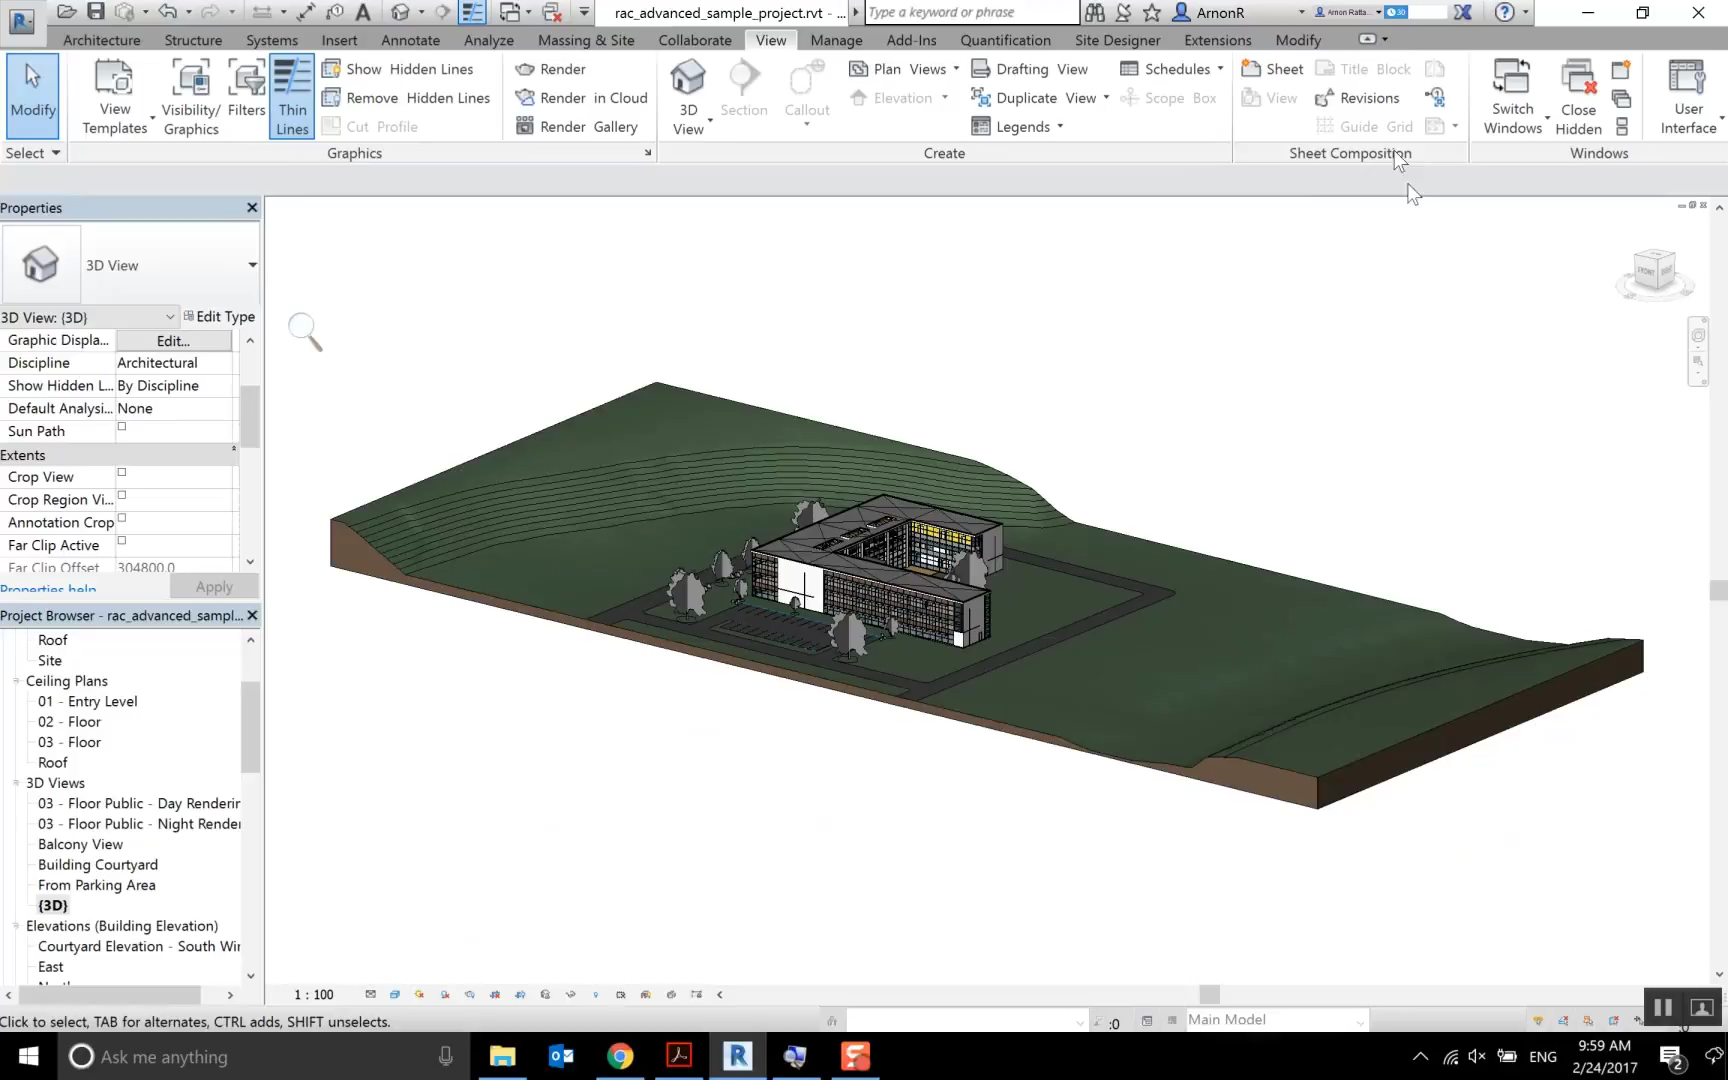 rac_advanced_sample_project.rvt - ...
Type a keyword or phrase
ArnonR
Arnon Ratta...
30
Architecture Structure Systems Insert Annotate Analyze Massing & Site Collaborate View Manage Add-Ins Quantification Site Designer Extensions Modify
Modify
View Templates
Visibility/ Graphics
Filters
Thin Lines
Show Hidden Lines
Remove Hidden Lines
Cut Profile
Render
Render in Cloud
Render Gallery
3D View
Section
Callout
Plan Views
Elevation
Drafting View
Duplicate View
Legends
Schedules
Scope Box
Sheet
View
Title Block
Revisions
Guide Grid
Switch Windows
Close Hidden
User Interface
Select
Graphics
Create
Sheet Composition
Windows
Properties
3D View
3D View: {3D}
Edit Type
Graphic Displa... Edit...
Discipline Architectural
Show Hidden L... By Discipline
Default Analysi... None
Sun Path
Extents
Crop View
Crop Region Vi...
Annotation Crop
Far Clip Active
Far Clip Offset 304800.0
Properties help
Apply
Project Browser - rac_advanced_sampl...
Roof
Site
Ceiling Plans
01 - Entry Level
02 - Floor
03 - Floor
Roof
3D Views
03 - Floor Public - Day Renderin
03 - Floor Public - Night Render
Balcony View
Building Courtyard
From Parking Area
{3D}
Elevations (Building Elevation)
Courtyard Elevation - South Wi
East
FRONT
RIGHT
1 : 100
Click to select, TAB for alternates, CTRL adds, SHIFT unselects.
:0
Main Model
:0
Ask me anything
ENG
9:59 AM
2/24/2017
2